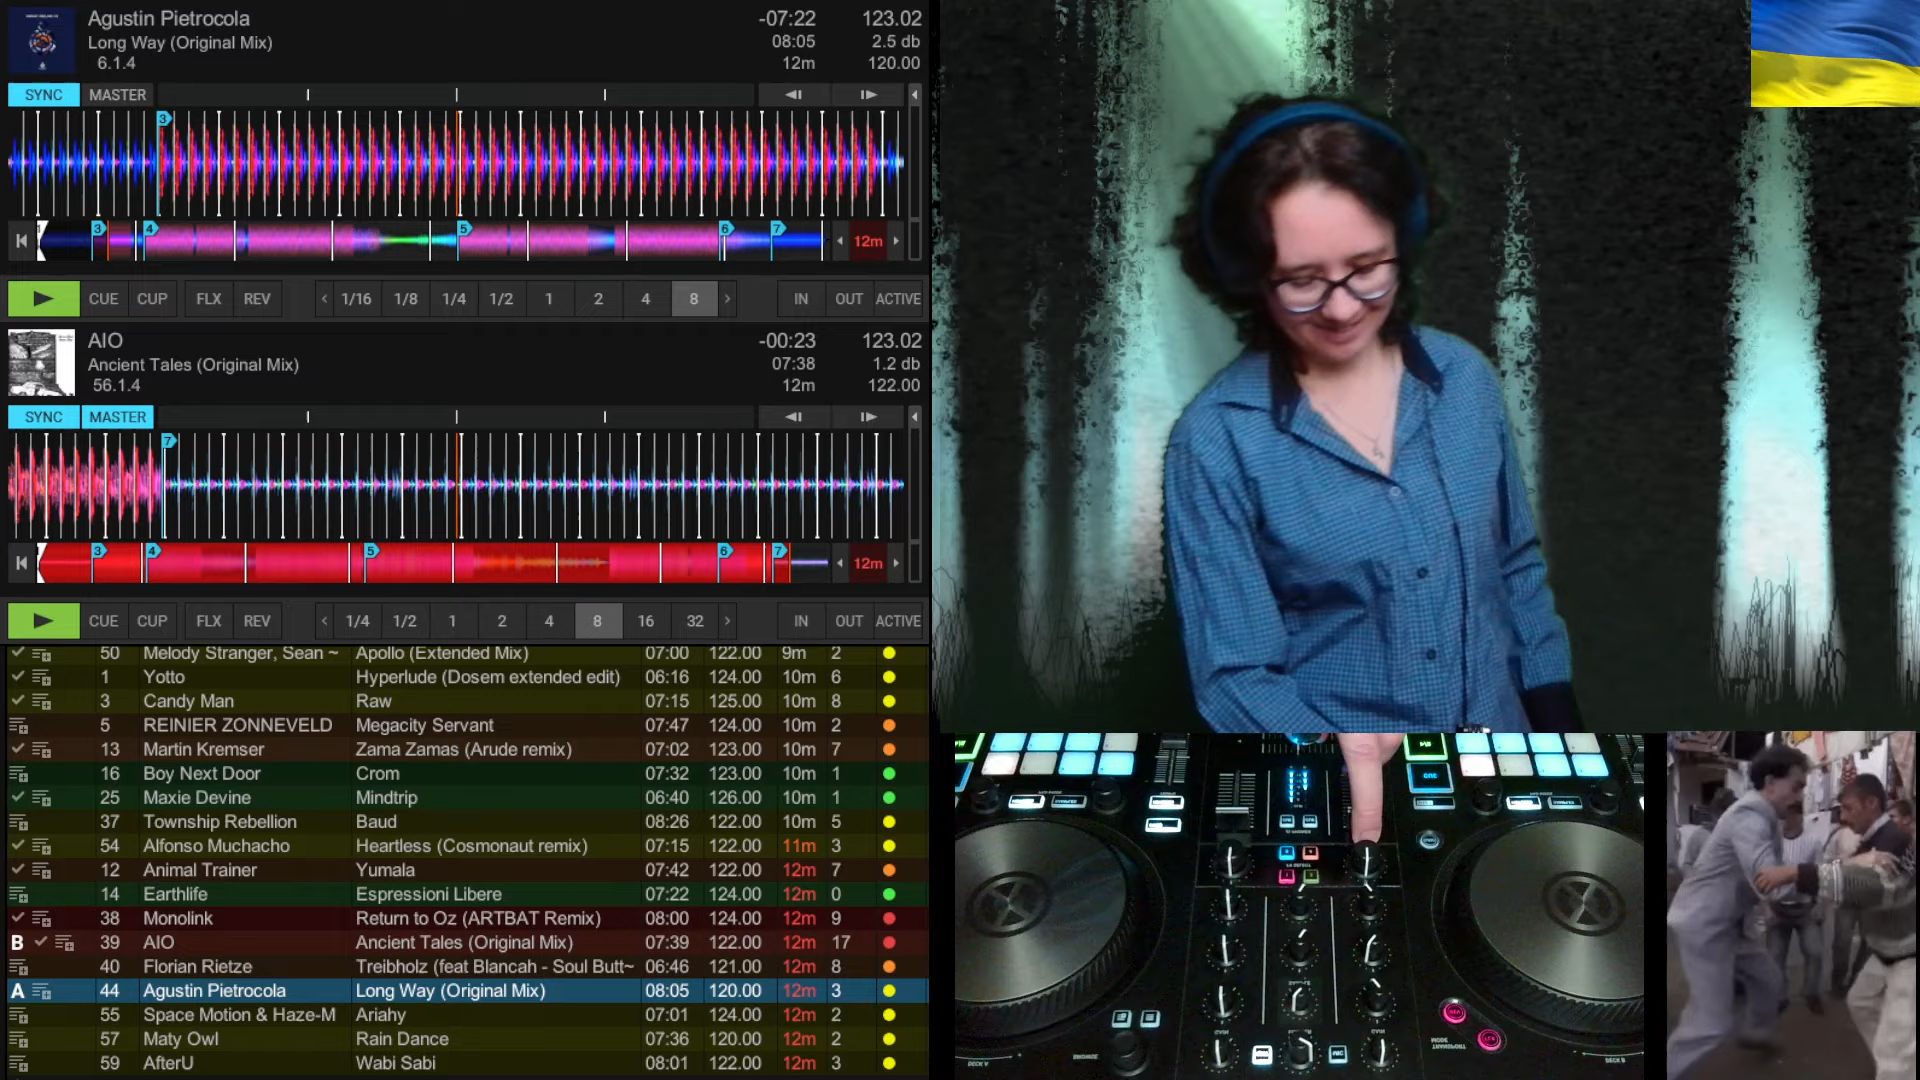 Agustin Pietrocola -07:22 123.02
Long Way (Original Mix) 08:05 2.5 db
6.1.4 12m 120.00
SYNC MASTER
3
3 4 5 6 7 12m
CUE CUP FLX REV 1/16 1/8 1/4 1/2 1 2 4 8 IN OUT ACTIVE
AIO -00:23 123.02
Ancient Tales (Original Mix) 07:38 1.2 db
56.1.4 12m 122.00
SYNC MASTER
7
3 4 5 6 7 12m
CUE CUP FLX REV 1/4 1/2 1 2 4 8 16 32 IN OUT ACTIVE
50 Melody Stranger, Sean ~ Apollo (Extended Mix) 07:00 122.00 9m 2
1 Yotto Hyperlude (Dosem extended edit) 06:16 124.00 10m 6
3 Candy Man Raw 07:15 125.00 10m 8
5 REINIER ZONNEVELD Megacity Servant 07:47 124.00 10m 2
13 Martin Kremser Zama Zamas (Arude remix) 07:02 123.00 10m 7
16 Boy Next Door Crom 07:32 123.00 10m 1
25 Maxie Devine Mindtrip 06:40 126.00 10m 1
37 Township Rebellion Baud 08:26 122.00 10m 5
54 Alfonso Muchacho Heartless (Cosmonaut remix) 07:15 122.00 11m 3
12 Animal Trainer Yumala 07:42 122.00 12m 7
14 Earthlife Espressioni Libere 07:22 124.00 12m 0
38 Monolink Return to Oz (ARTBAT Remix) 08:00 124.00 12m 9
B 39 AIO Ancient Tales (Original Mix) 07:39 122.00 12m 17
40 Florian Rietze Treibholz (feat Blancah - Soul Butt~ 06:46 121.00 12m 8
A 44 Agustin Pietrocola Long Way (Original Mix) 08:05 120.00 12m 3
55 Space Motion & Haze-M Ariahy 07:01 124.00 12m 2
57 Maty Owl Rain Dance 07:36 120.00 12m 2
59 AfterU Wabi Sabi 08:01 122.00 12m 3